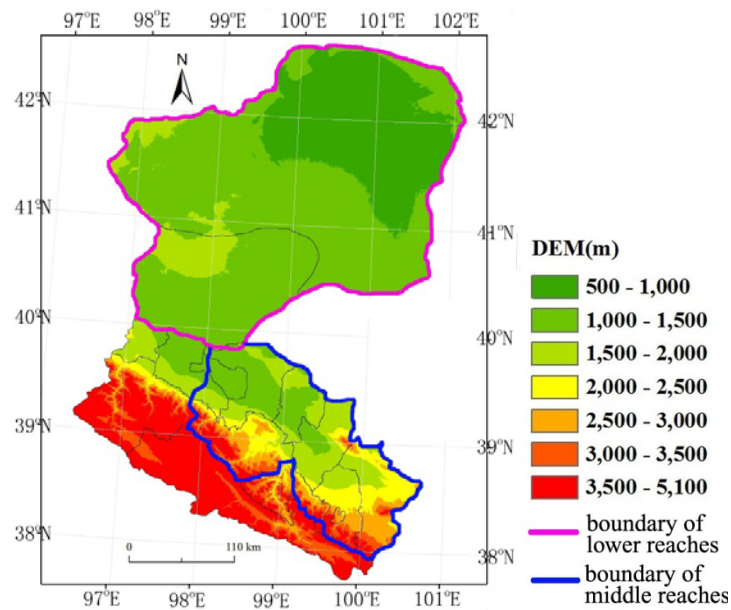 97°E 98°E 99°E 100°E 101°E 102°E
N
42°N
42°N
41°N
41°N
DEM(m)
500 - 1,000
1,000 - 1,500
40°N
40°N
1,500 - 2,000
2,000 - 2,500
39°N
2,500 - 3,000
39°N
3,000 - 3,500
3,500 - 5,100
38°N
boundary of
lower reaches
38°N
0 110 km
boundary of
middle reaches
97°E 98°E 99°E 100°E 101°E